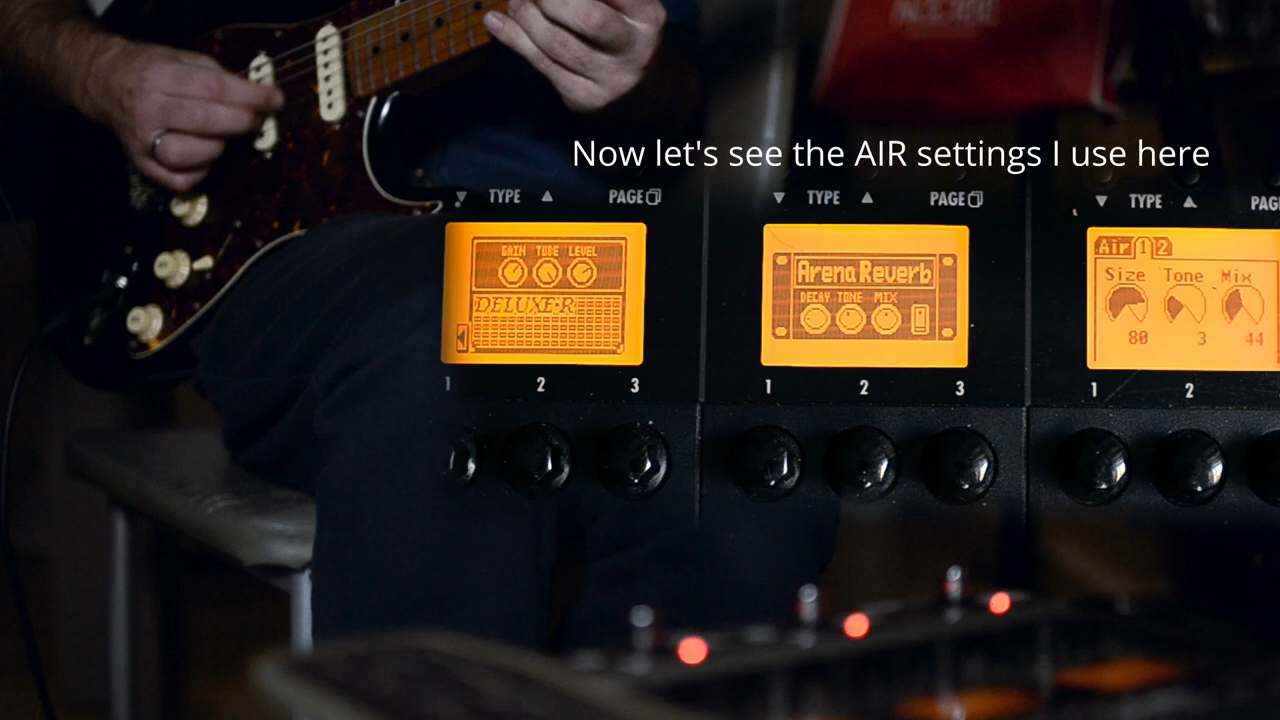 Now let's see the AIR settings I use here
TYPE PAGE
TYPE PAGE
TYPE PAG
GAIN TUBE LEVEL
DELUXE-R
1 2 3
Arena Reverb
DECAY TONE MIX
1 2 3
Air 1 2
Size Tone Mix
80 3 44
1 2